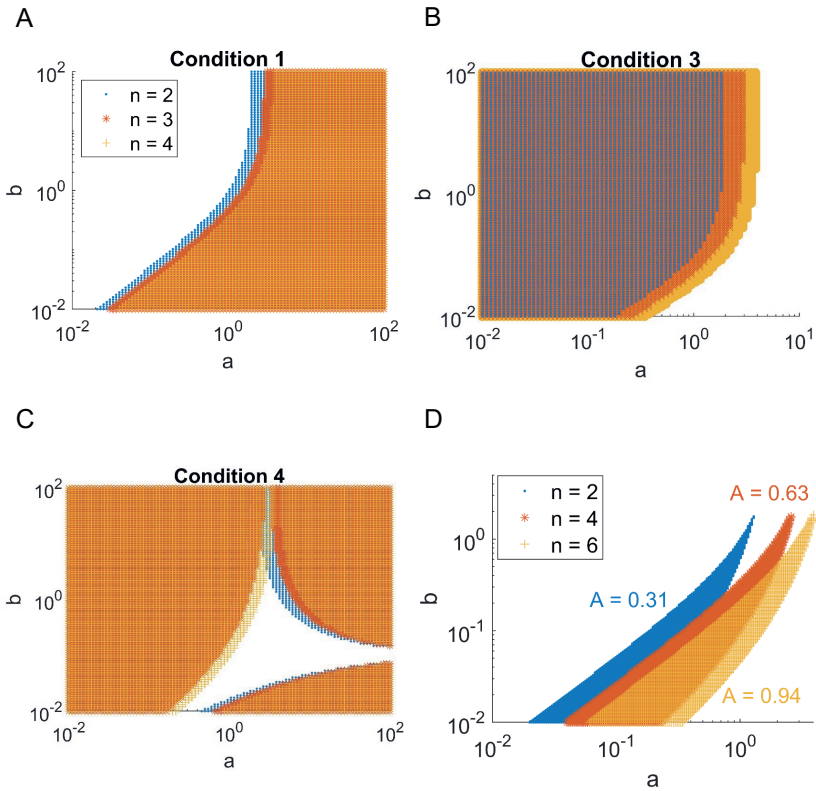 A
Condition 1
10^2
10^0
10^-2
b
n = 2
n = 3
n = 4
10^-2
10^0
10^2
a
B
Condition 3
10^2
10^0
10^-2
b
10^-2
10^-1
10^0
10^1
a
C
Condition 4
10^2
10^0
10^-2
b
10^-2
10^0
10^2
a
D
n = 2
n = 4
n = 6
A = 0.63
A = 0.31
A = 0.94
10^0
10^-1
10^-2
b
10^-2
10^-1
10^0
a